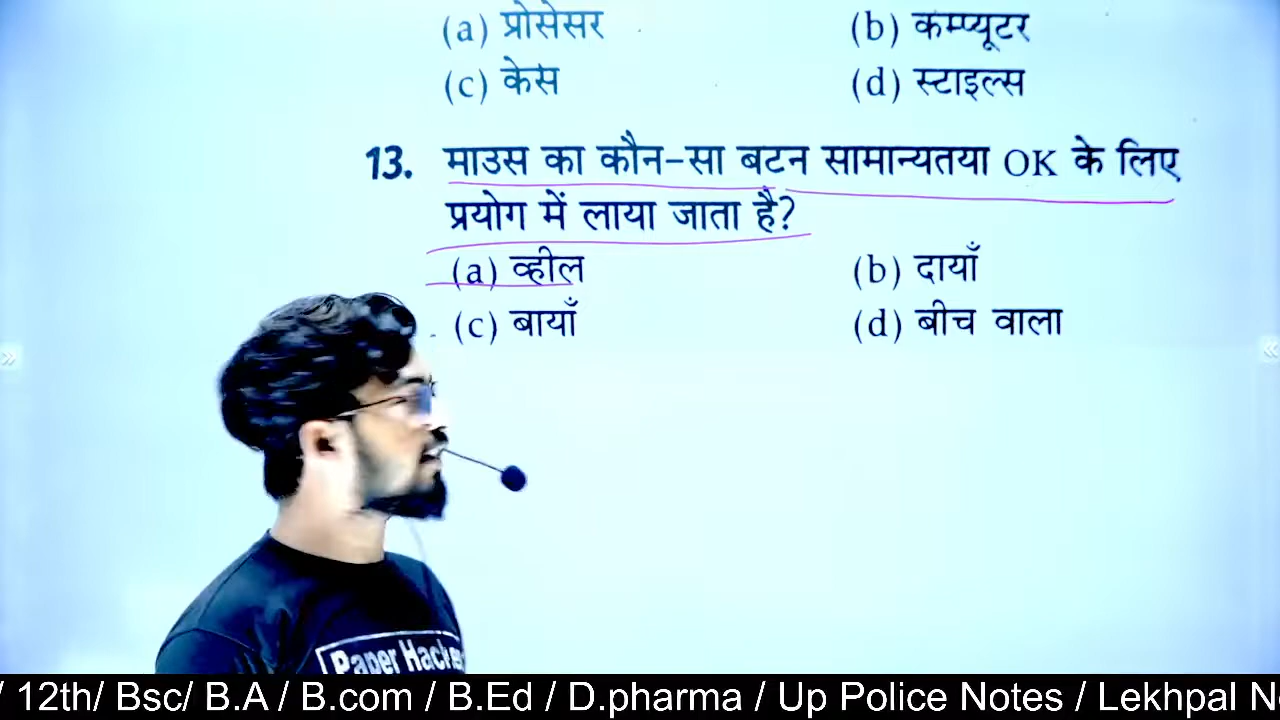 (a) प्रोसेसर (b) कम्प्यूटर
(c) केस (d) स्टाइल्स
13. माउस का कौन-सा बटन सामान्यतया OK के लिए
प्रयोग में लाया जाता है?
(a) व्हील (b) दायाँ
(c) बायाँ (d) बीच वाला
Paper Hacker
/ 12th/ Bsc/ B.A / B.com / B.Ed / D.pharma / Up Police Notes / Lekhpal N